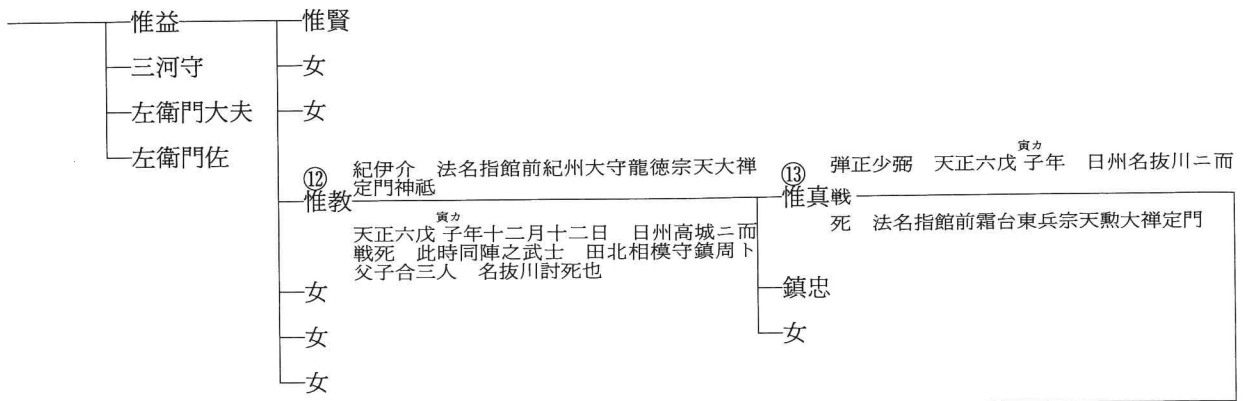 惟益
三河守
左衛門大夫
左衛門佐
惟賢
女
女
⑫
惟教
紀伊介　法名指館前紀州大守龍徳宗天大禅
定門神祗
天正六戊子年十二月十二日　日州高城ニ而
寅カ
戦死　此時同陣之武士　田北相模守鎮周ト
父子合三人　名抜川討死也
女
女
女
⑬
惟真
弾正少弼　天正六戊子年　日州名抜川ニ而
寅カ
戦
死　法名指館前霜台東兵宗天勲大禅定門
鎮忠
女